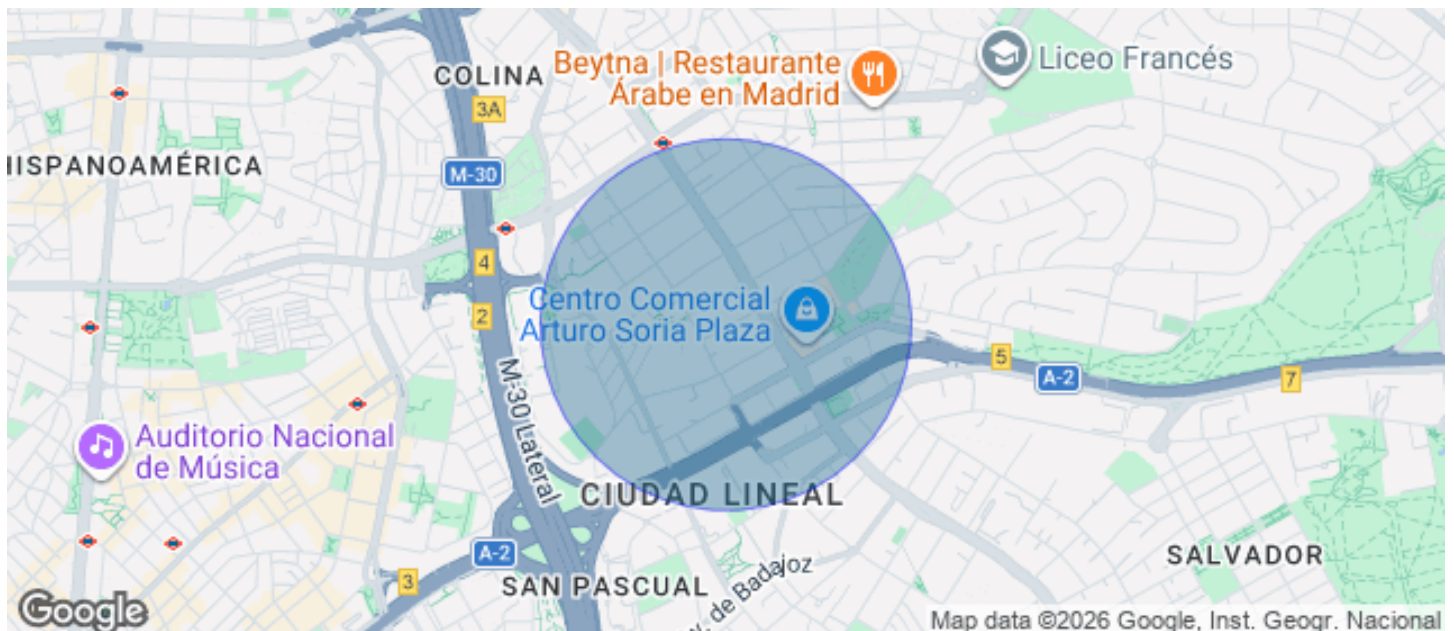 COLINA
Beytna | Restaurante
Árabe en Madrid
Liceo Francés
3A
HISPANOAMÉRICA
M-30
4
2
Centro Comercial
Arturo Soria Plaza
M-30 Lateral
5
A-2
7
Auditorio Nacional
de Música
CIUDAD LINEAL
A-2
3
SAN PASCUAL
v. de Badajoz
SALVADOR
Google
Map data ©2026 Google, Inst. Geogr. Nacional